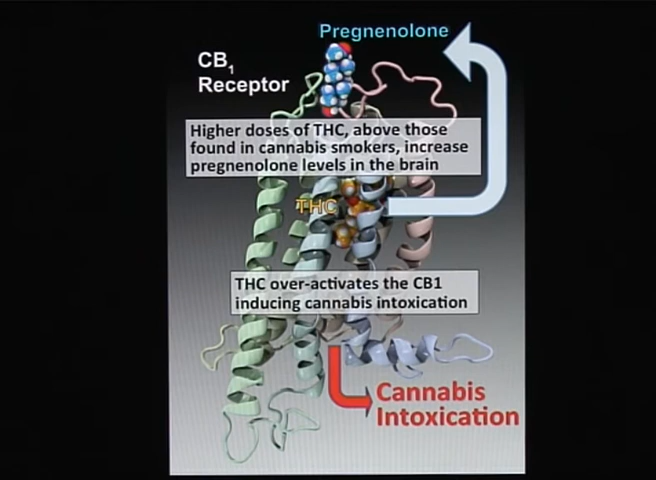 Pregnenolone
CB1
Receptor
Higher doses of THC, above those
found in cannabis smokers, increase
pregnenolone levels in the brain
THC
THC over-activates the CB1
inducing cannabis intoxication
Cannabis
Intoxication